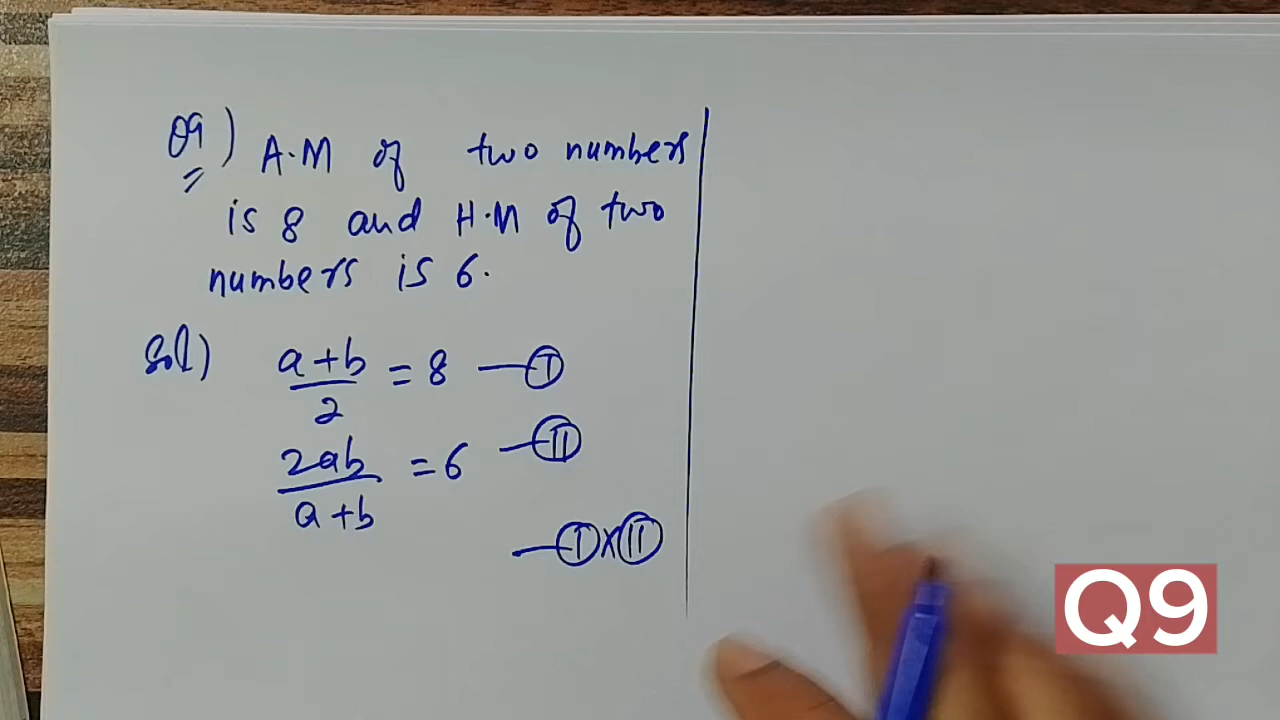 Q9) A.M of two numbers
is 8 and H.M of two
numbers is 6.
Sol) a+b/2 = 8 —(I)
2ab/a+b = 6 —(II)
—(I)×(II)
Q9